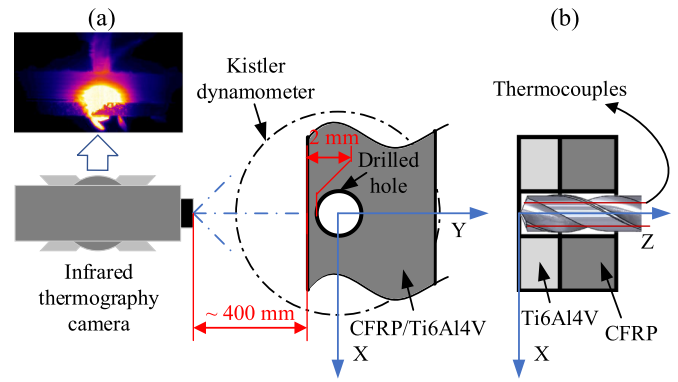 (a)
(b)
Kistler
dynamometer
Thermocouples
2 mm
Drilled
hole
Y
Z
Infrared
thermography
camera
~ 400 mm
CFRP/Ti6Al4V
X
Ti6Al4V
CFRP
X